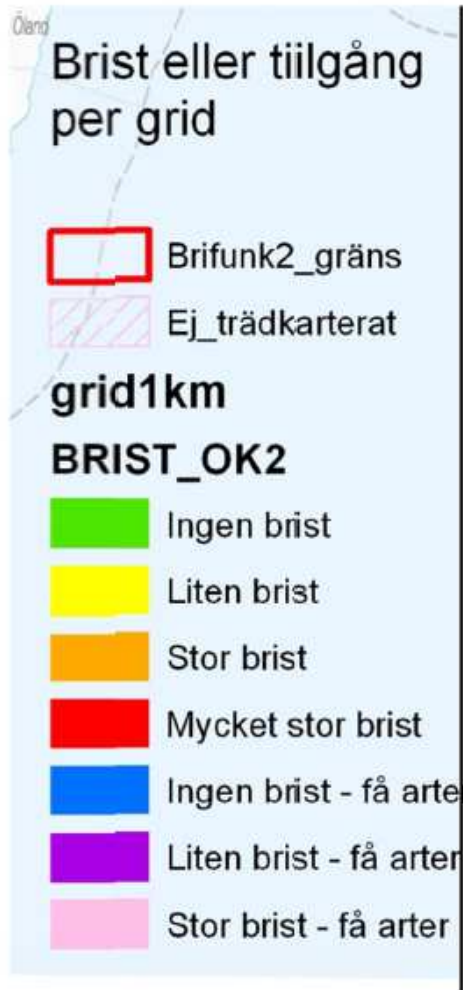 Öland
Brist eller tiilgång
per grid
Brifunk2_gräns
Ej_trädkarterat
grid1km
BRIST_OK2
Ingen brist
Liten brist
Stor brist
Mycket stor brist
Ingen brist - få arte
Liten brist - få arter
Stor brist - få arter